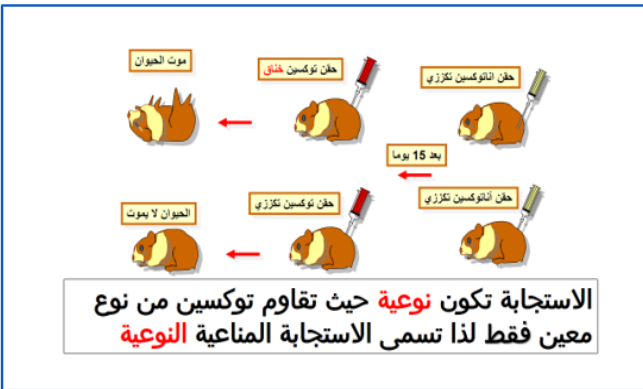 حقن اناتوكسين تكززي
حقن توكسين خناق
موت الحيوان
بعد 15 يوما
حقن أناتوكسين تكززي
حقن توكسين تكززي
الحيوان لا يموت
الاستجابة تكون نوعية حيث تقاوم توكسين من نوع
معين فقط لذا تسمى الاستجابة المناعية النوعية